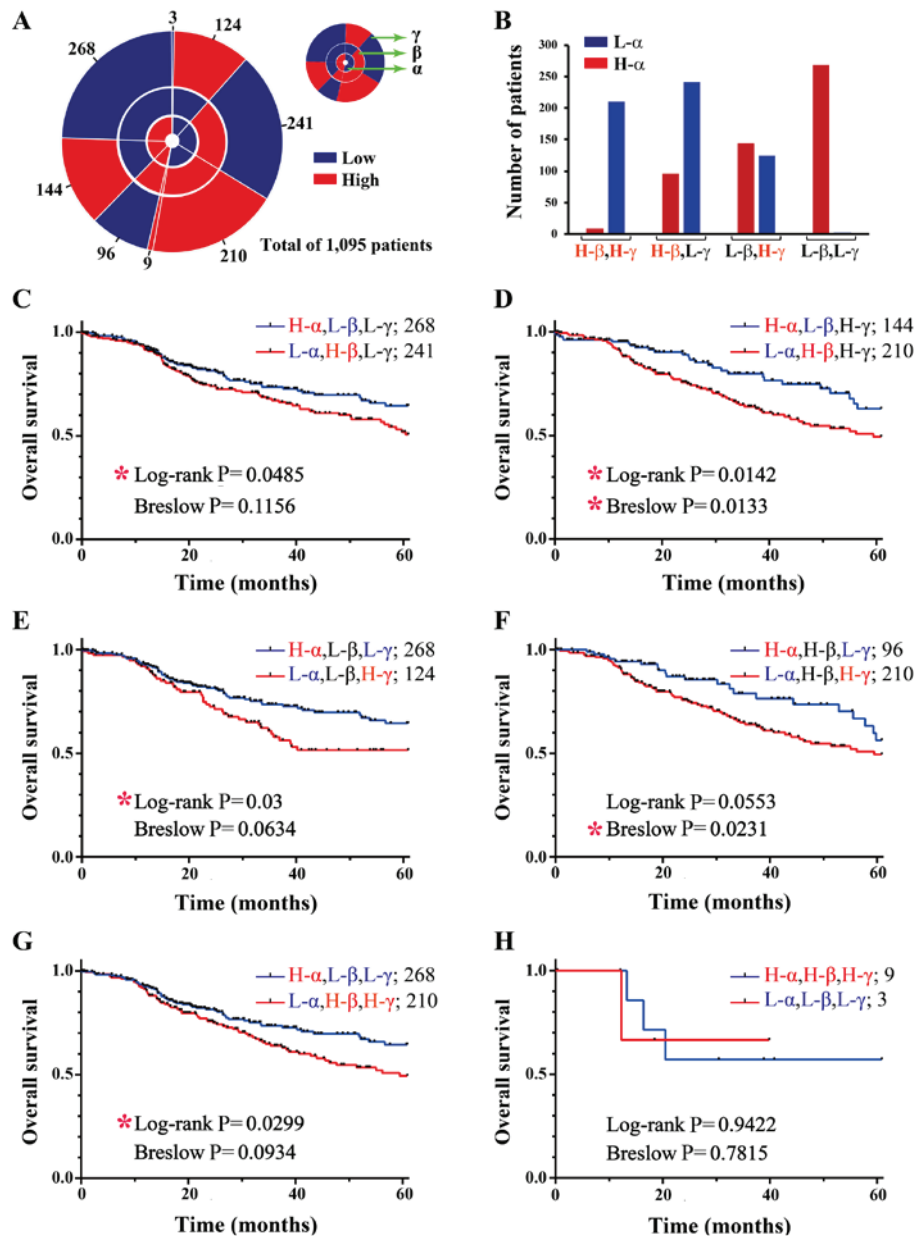 A
3
124
268
241
144
96
9
210
γ
β
α
Low
High
Total of 1,095 patients
B
Number of patients
300
250
200
150
100
50
0
L-α
H-α
H-β,H-γ
H-β,L-γ
L-β,H-γ
L-β,L-γ
C
Overall survival
1.0
0.5
0.0
H-α,L-β,L-γ; 268
L-α,H-β,L-γ; 241
* Log-rank P= 0.0485
Breslow P= 0.1156
0 20 40 60
Time (months)
D
Overall survival
1.0
0.5
0.0
H-α,L-β,H-γ; 144
L-α,H-β,H-γ; 210
* Log-rank P= 0.0142
* Breslow P= 0.0133
0 20 40 60
Time (months)
E
Overall survival
1.0
0.5
0.0
H-α,L-β,L-γ; 268
L-α,L-β,H-γ; 124
* Log-rank P= 0.03
Breslow P= 0.0634
0 20 40 60
Time (months)
F
Overall survival
1.0
0.5
0.0
H-α,H-β,L-γ; 96
L-α,H-β,H-γ; 210
Log-rank P= 0.0553
* Breslow P= 0.0231
0 20 40 60
Time (months)
G
Overall survival
1.0
0.5
0.0
H-α,L-β,L-γ; 268
L-α,H-β,H-γ; 210
* Log-rank P= 0.0299
Breslow P= 0.0934
0 20 40 60
Time (months)
H
Overall survival
1.0
0.5
0.0
H-α,H-β,H-γ; 9
L-α,L-β,L-γ; 3
Log-rank P= 0.9422
Breslow P= 0.7815
0 20 40 60
Time (months)